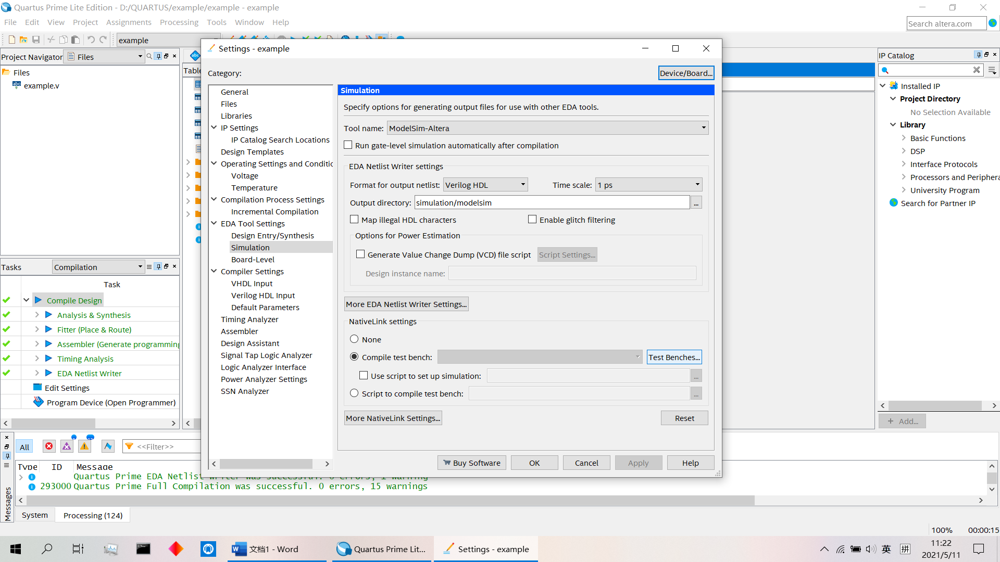 Quartus Prime Lite Edition - D:/QUARTUS/example/example - example
File Edit View Project Assignments Processing Tools Window Help
Search altera.com
example
Project Navigator Files
Files
example.v
Table
Settings - example
Category:
Device/Board...
General
Files
Libraries
IP Settings
IP Catalog Search Locations
Design Templates
Operating Settings and Conditic
Voltage
Temperature
Compilation Process Settings
Incremental Compilation
EDA Tool Settings
Design Entry/Synthesis
Simulation
Board-Level
Compiler Settings
VHDL Input
Verilog HDL Input
Default Parameters
Timing Analyzer
Assembler
Design Assistant
Signal Tap Logic Analyzer
Logic Analyzer Interface
Power Analyzer Settings
SSN Analyzer
Simulation
Specify options for generating output files for use with other EDA tools.
Tool name: ModelSim-Altera
Run gate-level simulation automatically after compilation
EDA Netlist Writer settings
Format for output netlist: Verilog HDL Time scale: 1 ps
Output directory: simulation/modelsim ...
Map illegal HDL characters Enable glitch filtering
Options for Power Estimation
Generate Value Change Dump (VCD) file script Script Settings...
Design instance name:
More EDA Netlist Writer Settings...
NativeLink settings
None
Compile test bench: Test Benches...
Use script to set up simulation: ...
Script to compile test bench: ...
More NativeLink Settings... Reset
Buy Software OK Cancel Apply Help
IP Catalog
Installed IP
Project Directory
No Selection Available
Library
Basic Functions
DSP
Interface Protocols
Processors and Periphera
University Program
Search for Partner IP
+ Add...
Tasks Compilation
Task
Compile Design
Analysis & Synthesis
Fitter (Place & Route)
Assembler (Generate programming
Timing Analysis
EDA Netlist Writer
Edit Settings
Program Device (Open Programmer)
All <<Filter>>
Type ID Message
Quartus Prime EDA Netlist Writer was successful. 0 errors, 1 warning
293000 Quartus Prime Full Compilation was successful. 0 errors, 15 warnings
Messages
System Processing (124)
100% 00:00:15
文档1 - Word
Quartus Prime Lit...
Settings - example
英
拼
11:22
2021/5/11